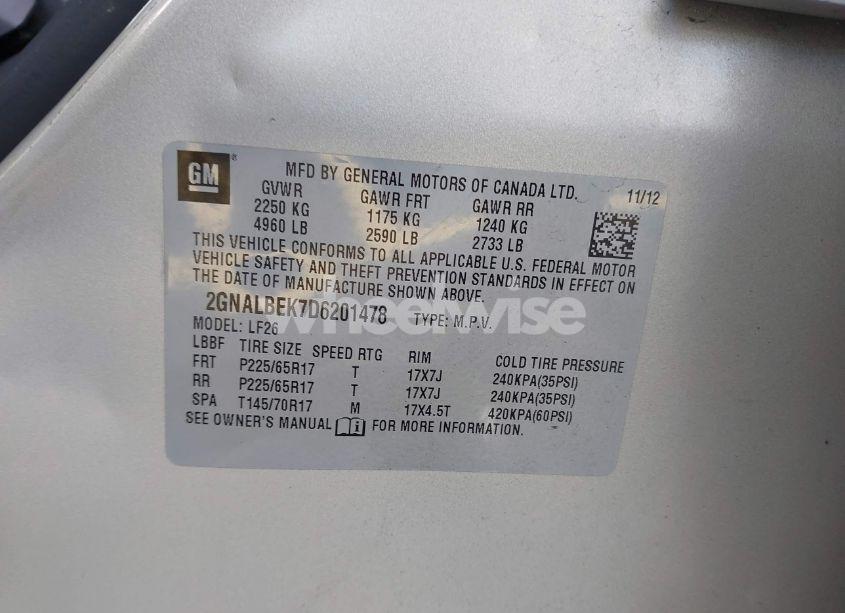 GM ®
MFD BY GENERAL MOTORS OF CANADA LTD. 11/12
GVWR GAWR FRT GAWR RR
2250 KG 1175 KG 1240 KG
4960 LB 2590 LB 2733 LB
THIS VEHICLE CONFORMS TO ALL APPLICABLE U.S. FEDERAL MOTOR
VEHICLE SAFETY AND THEFT PREVENTION STANDARDS IN EFFECT ON
THE DATE OF MANUFACTURE SHOWN ABOVE.
2GNALBEK7D6201478 TYPE: M.P.V.
wheelwise
MODEL: LF26
LBBF TIRE SIZE SPEED RTG RIM COLD TIRE PRESSURE
FRT P225/65R17 T 17X7J 240KPA(35PSI)
RR P225/65R17 T 17X7J 240KPA(35PSI)
SPA T145/70R17 M 17X4.5T 420KPA(60PSI)
SEE OWNER'S MANUAL FOR MORE INFORMATION.